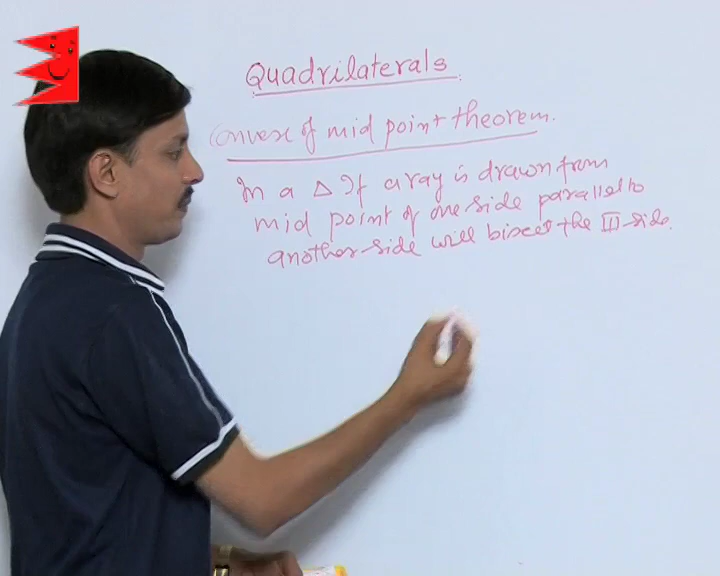 Quadrilaterals
Convese of mid point theorem.
In a Δ If a ray is drawn from
mid point of one side parallel to
another side will bisect the III side.